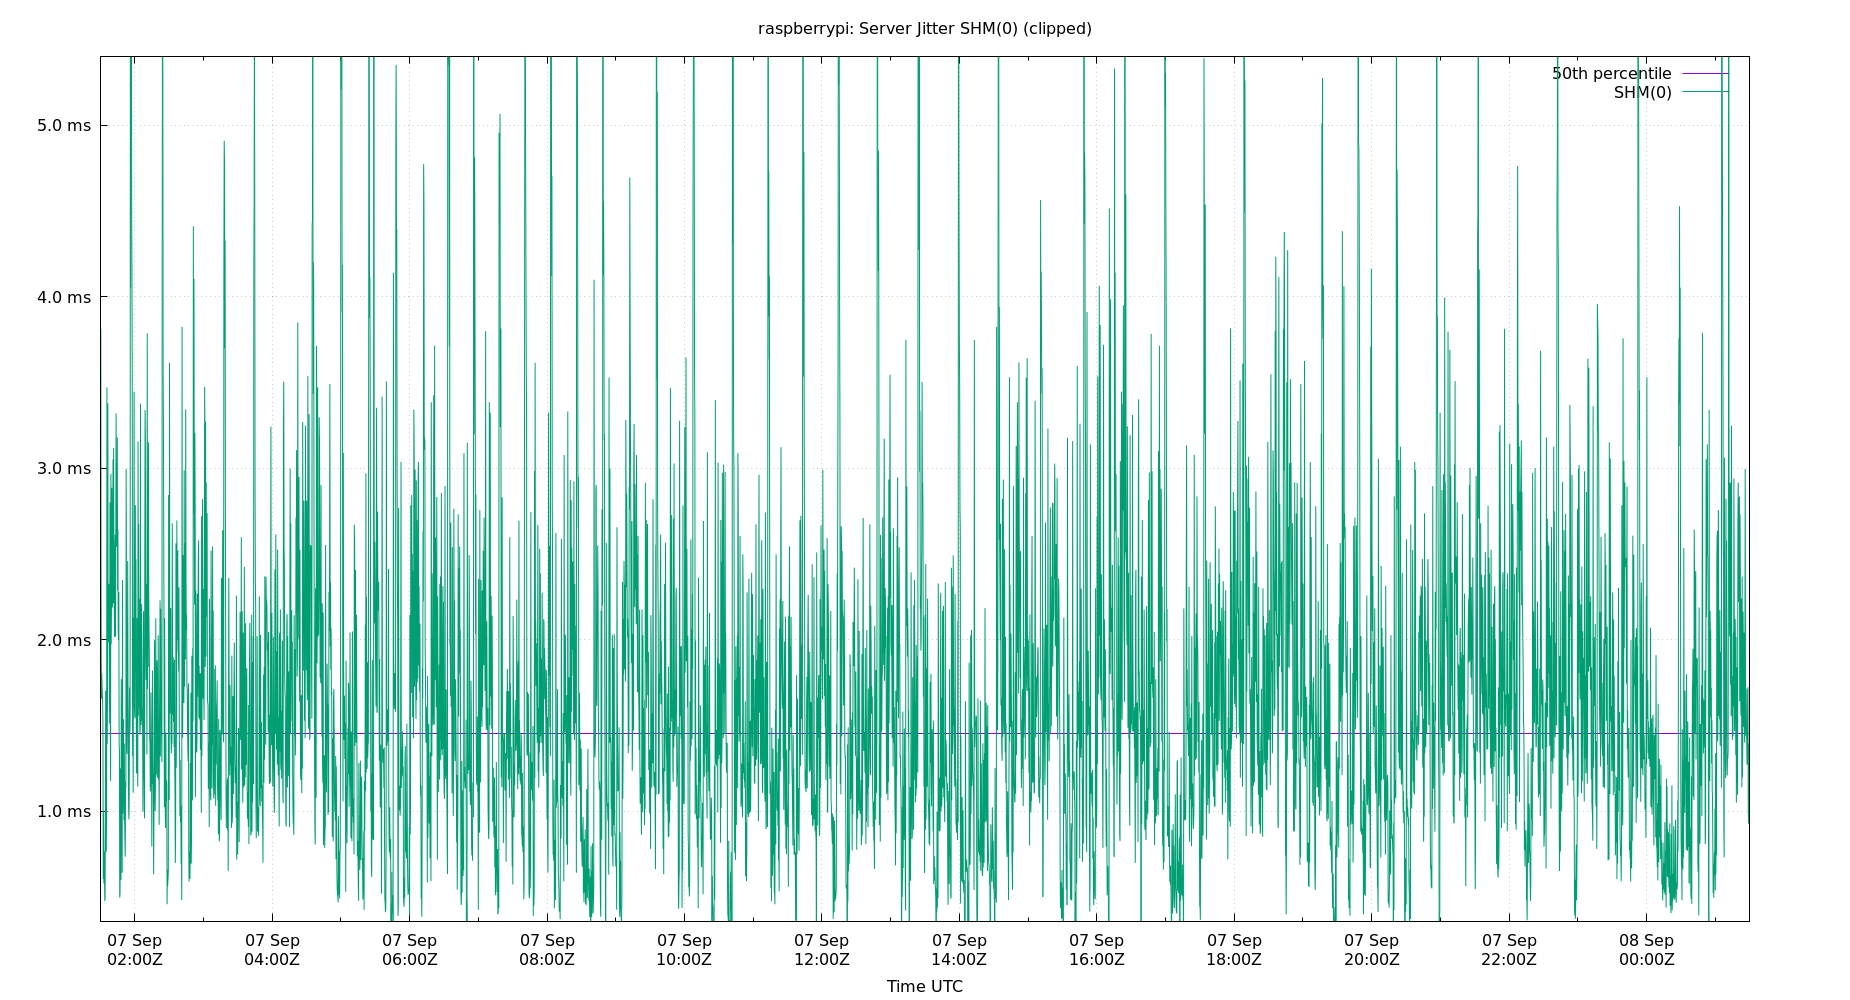 raspberrypi: Server Jitter SHM(0) (clipped)
50th percentile
SHM(0)
5.0 ms
4.0 ms
3.0 ms
2.0 ms
1.0 ms
07 Sep 07 Sep 07 Sep 07 Sep 07 Sep 07 Sep 07 Sep 07 Sep 07 Sep 07 Sep 07 Sep 08 Sep
02:00Z 04:00Z 06:00Z 08:00Z 10:00Z 12:00Z 14:00Z 16:00Z 18:00Z 20:00Z 22:00Z 00:00Z
Time UTC